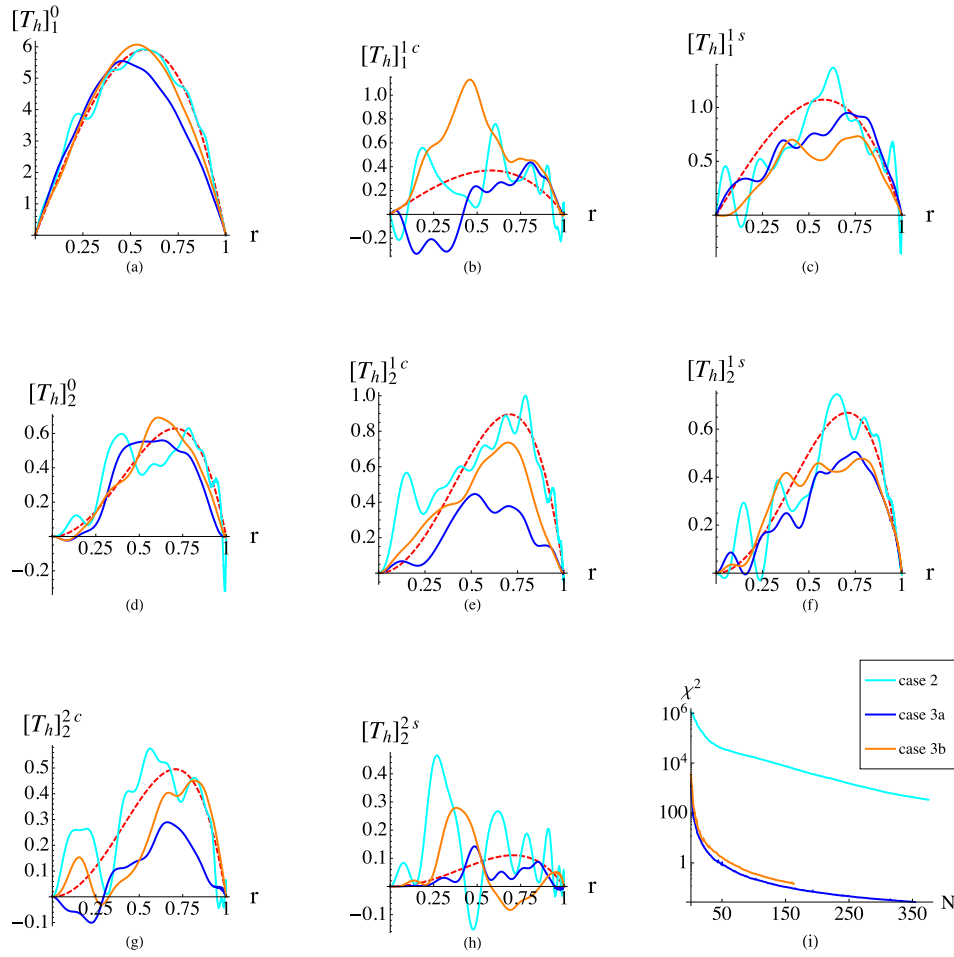 [T_h]_1^0
6
5
4
3
2
1
0.25 0.5 0.75 1 r
(a)
[T_h]_1^{1 c}
1.0
0.8
0.6
0.4
0.2
−0.2
0.25 0.5 0.75 1 r
(b)
[T_h]_1^{1 s}
1.0
0.5
0.25 0.5 0.75 1 r
(c)
[T_h]_2^0
0.6
0.4
0.2
−0.2
0.25 0.5 0.75 1 r
(d)
[T_h]_2^{1 c}
1.0
0.8
0.6
0.4
0.2
0.25 0.5 0.75 1 r
(e)
[T_h]_2^{1 s}
0.6
0.4
0.2
0.25 0.5 0.75 1 r
(f)
[T_h]_2^{2 c}
0.5
0.4
0.3
0.2
0.1
−0.1
0.25 0.5 0.75 1 r
(g)
[T_h]_2^{2 s}
0.4
0.3
0.2
0.1
−0.1
0.25 0.5 0.75 1 r
(h)
χ^2
10^6
10^4
100
1
50 150 250 350 N
(i)
case 2
case 3a
case 3b